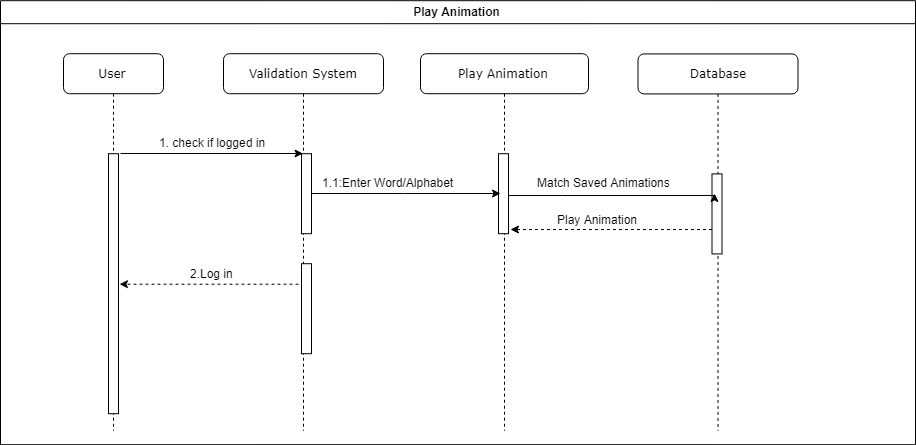 Play Animation
User
Validation System
Play Animation
Database
1. check if logged in
1.1:Enter Word/Alphabet
Match Saved Animations
Play Animation
2.Log in